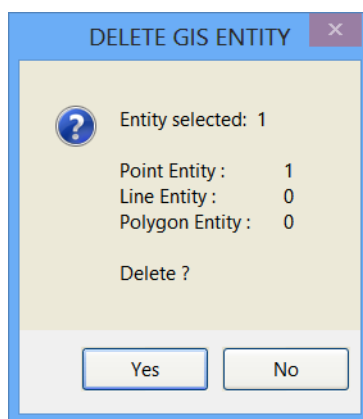 DELETE GIS ENTITY
Entity selected: 1
Point Entity : 1
Line Entity : 0
Polygon Entity : 0
Delete ?
Yes
No